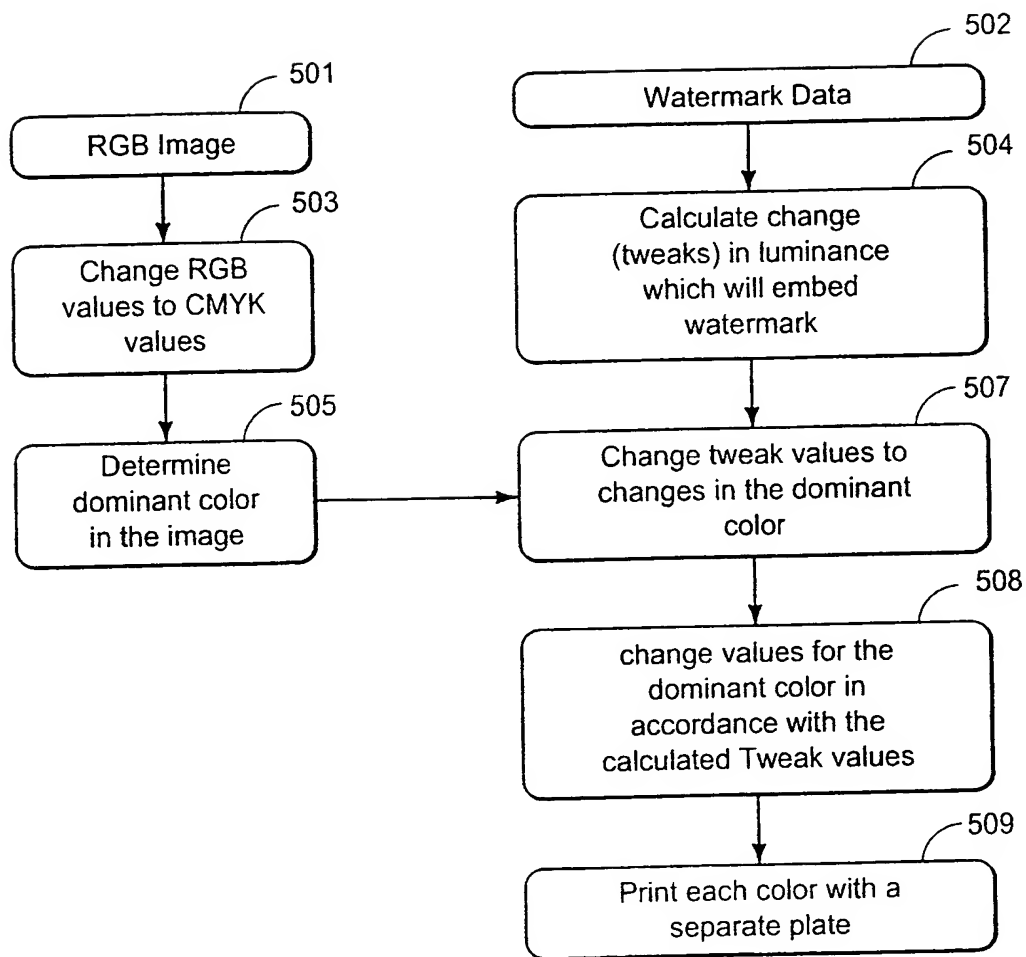 501
RGB Image
503
Change RGB
values to CMYK
values
505
Determine
dominant color
in the image
502
Watermark Data
504
Calculate change
(tweaks) in luminance
which will embed
watermark
507
Change tweak values to
changes in the dominant
color
508
change values for the
dominant color in
accordance with the
calculated Tweak values
509
Print each color with a
separate plate